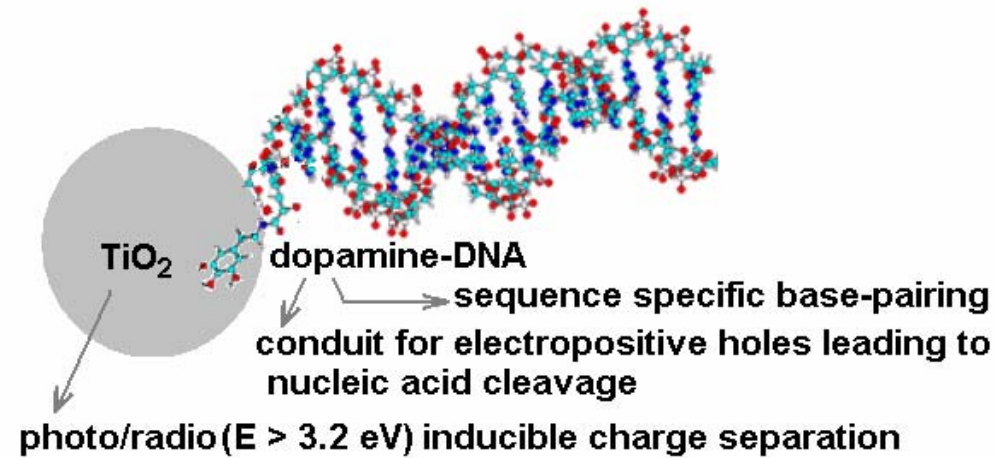 TiO₂
dopamine-DNA
sequence specific base-pairing
conduit for electropositive holes leading to
nucleic acid cleavage
photo/radio(E > 3.2 eV) inducible charge separation